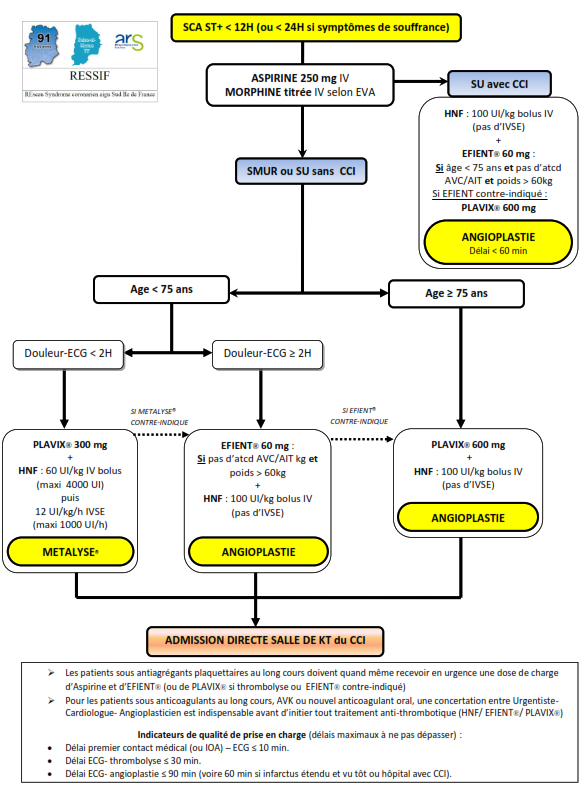 SCA ST+ < 12H (ou < 24H si symptômes de souffrance)
91
Essonne
ars
RESSIF
REseau Syndrome coronarien aigu Sud Ile de France
ASPIRINE 250 mg IV
MORPHINE titrée IV selon EVA
SU avec CCI
HNF : 100 UI/kg bolus IV
(pas d’IVSE)
+
EFIENT® 60 mg :
Si âge < 75 ans et pas d’atcd
AVC/AIT et poids > 60kg
Si EFIENT contre-indiqué :
PLAVIX® 600 mg
ANGIOPLASTIE
Délai < 60 min
SMUR ou SU sans CCI
Age < 75 ans
Age ≥ 75 ans
Douleur-ECG < 2H
Douleur-ECG ≥ 2H
SI METALYSE®
CONTRE-INDIQUE
SI EFIENT®
CONTRE-INDIQUE
PLAVIX® 300 mg
+
HNF : 60 UI/kg IV bolus
(maxi 4000 UI)
puis
12 UI/kg/h IVSE
(maxi 1000 UI/h)
METALYSE®
EFIENT® 60 mg :
Si pas d’atcd AVC/AIT kg et
poids > 60kg
+
HNF : 100 UI/kg bolus IV
(pas d’IVSE)
ANGIOPLASTIE
PLAVIX® 600 mg
+
HNF : 100 UI/kg bolus IV
(pas d’IVSE)
ANGIOPLASTIE
ADMISSION DIRECTE SALLE DE KT du CCI
➢ Les patients sous antiagrégants plaquettaires au long cours doivent quand même recevoir en urgence une dose de charge
d’Aspirine et d’EFIENT® (ou de PLAVIX® si thrombolyse ou EFIENT® contre-indiqué)
➢ Pour les patients sous anticoagulants au long cours, AVK ou nouvel anticoagulant oral, une concertation entre Urgentiste-
Cardiologue- Angioplasticien est indispensable avant d’initier tout traitement anti-thrombotique (HNF/ EFIENT®/ PLAVIX®)
Indicateurs de qualité de prise en charge (délais maximaux à ne pas dépasser) :
• Délai premier contact médical (ou IOA) – ECG ≤ 10 min.
• Délai ECG- thrombolyse ≤ 30 min.
• Délai ECG- angioplastie ≤ 90 min (voire 60 min si infarctus étendu et vu tôt ou hôpital avec CCI).